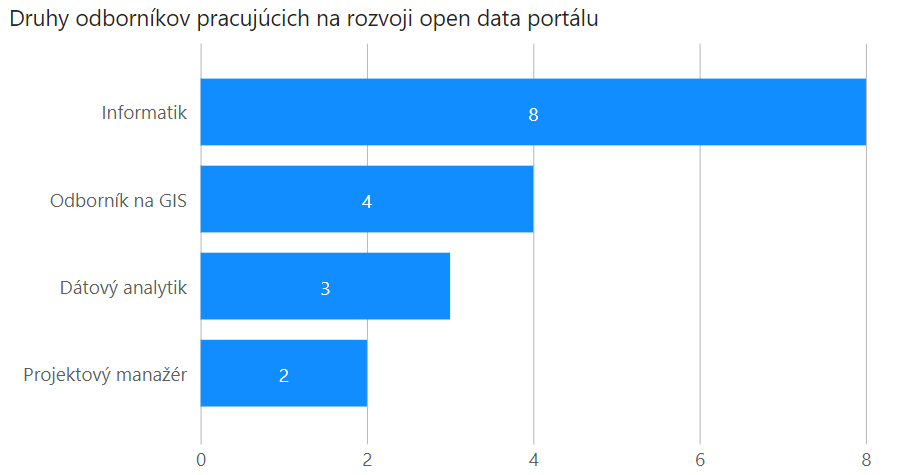 Druhy odborníkov pracujúcich na rozvoji open data portálu
Informatik
8
Odborník na GIS
4
Dátový analytik
3
Projektový manažér
2
0 2 4 6 8